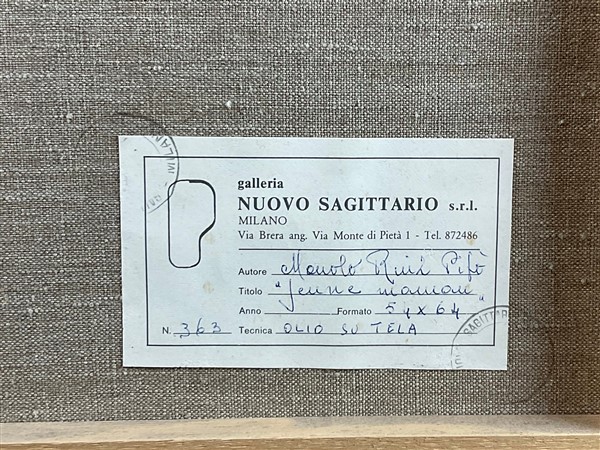 galleria
NUOVO SAGITTARIO s.r.l.
MILANO
Via Brera ang. Via Monte di Pietà 1 - Tel. 872486
Autore Manolo Ruiz Pipò
Titolo "Jeune maman"
Anno Formato 54 x 64
N. 363 Tecnica OLIO SU TELA
SAGITTAR